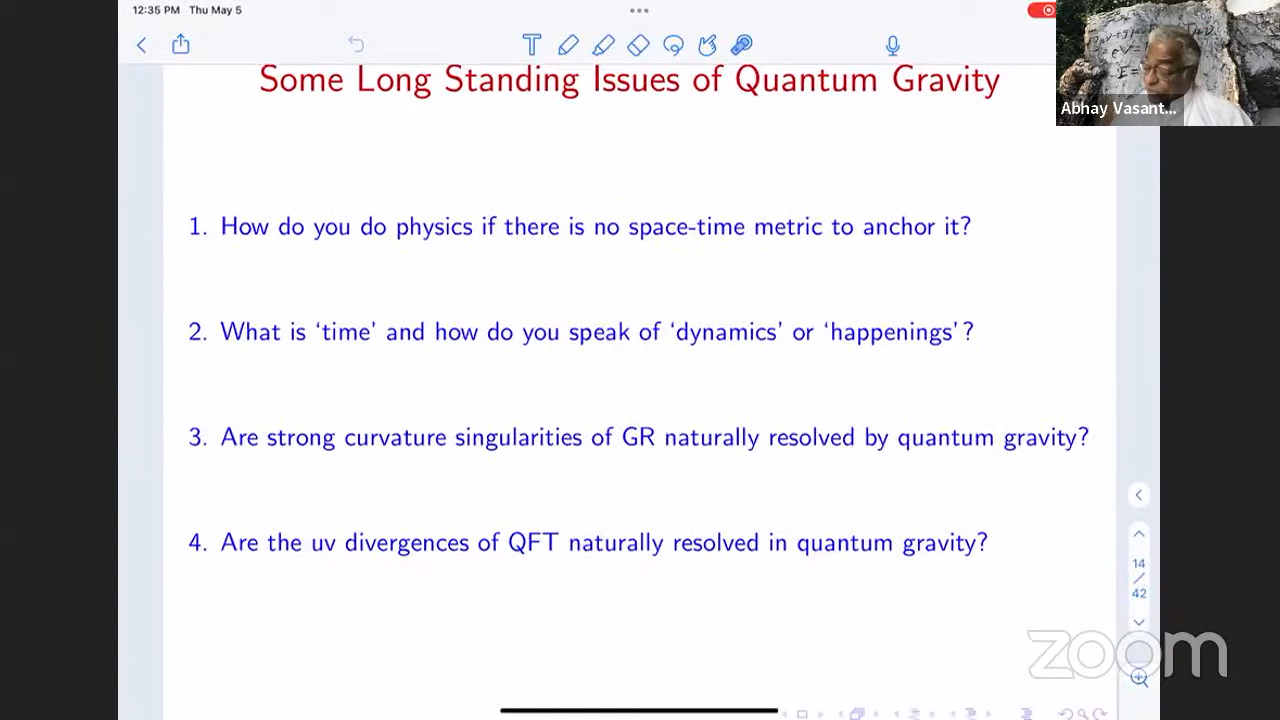 12:35 PM Thu May 5
Some Long Standing Issues of Quantum Gravity
Abhay Vasant...
1. How do you do physics if there is no space-time metric to anchor it?
2. What is ‘time’ and how do you speak of ‘dynamics’ or ‘happenings’?
3. Are strong curvature singularities of GR naturally resolved by quantum gravity?
4. Are the uv divergences of QFT naturally resolved in quantum gravity?
14
/
42
zoom